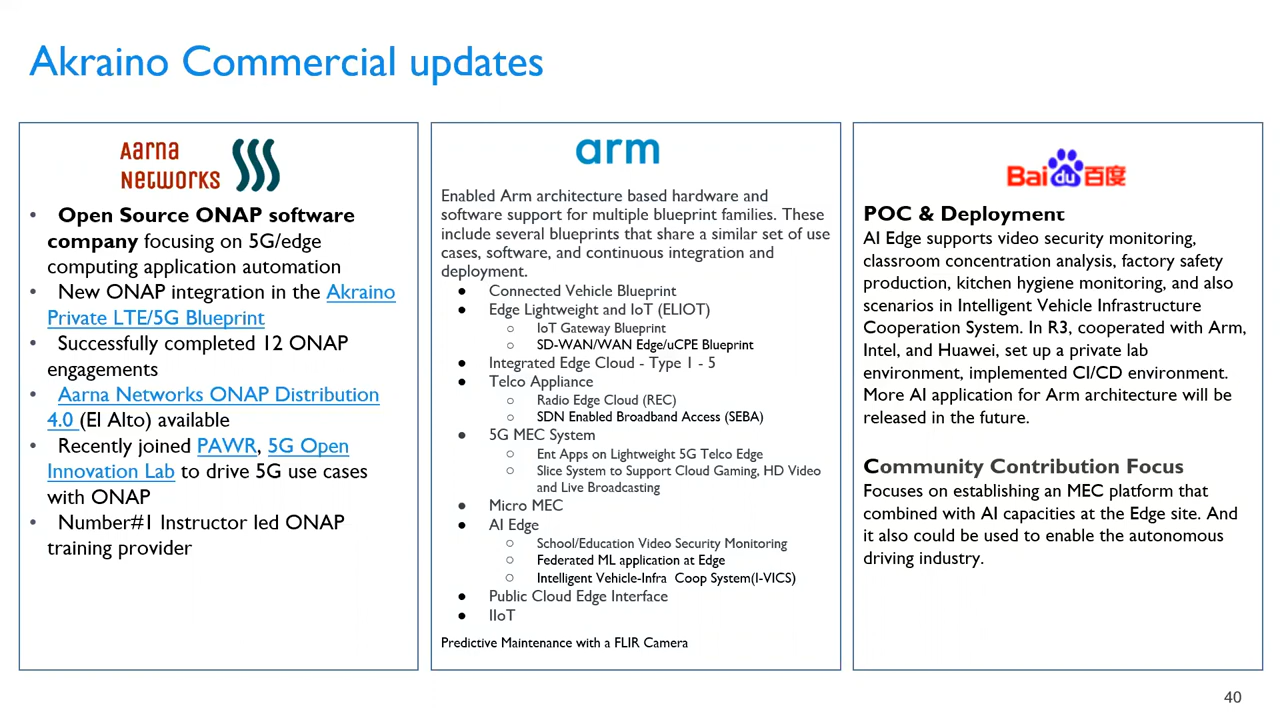 Akraino Commercial updates
Aarna
Networks
• Open Source ONAP software
company focusing on 5G/edge
computing application automation
• New ONAP integration in the Akraino
Private LTE/5G Blueprint
• Successfully completed 12 ONAP
engagements
• Aarna Networks ONAP Distribution
4.0 (El Alto) available
• Recently joined PAWR, 5G Open
Innovation Lab to drive 5G use cases
with ONAP
• Number#1 Instructor led ONAP
training provider
arm
Enabled Arm architecture based hardware and
software support for multiple blueprint families. These
include several blueprints that share a similar set of use
cases, software, and continuous integration and
deployment.
● Connected Vehicle Blueprint
● Edge Lightweight and IoT (ELIOT)
○ IoT Gateway Blueprint
○ SD-WAN/WAN Edge/uCPE Blueprint
● Integrated Edge Cloud - Type 1 - 5
● Telco Appliance
○ Radio Edge Cloud (REC)
○ SDN Enabled Broadband Access (SEBA)
● 5G MEC System
○ Ent Apps on Lightweight 5G Telco Edge
○ Slice System to Support Cloud Gaming, HD Video
and Live Broadcasting
● Micro MEC
● AI Edge
○ School/Education Video Security Monitoring
○ Federated ML application at Edge
○ Intelligent Vehicle-Infra Coop System(I-VICS)
● Public Cloud Edge Interface
● IIoT
Predictive Maintenance with a FLIR Camera
Baidu百度
POC & Deployment
AI Edge supports video security monitoring,
classroom concentration analysis, factory safety
production, kitchen hygiene monitoring, and also
scenarios in Intelligent Vehicle Infrastructure
Cooperation System. In R3, cooperated with Arm,
Intel, and Huawei, set up a private lab
environment, implemented CI/CD environment.
More AI application for Arm architecture will be
released in the future.
Community Contribution Focus
Focuses on establishing an MEC platform that
combined with AI capacities at the Edge site. And
it also could be used to enable the autonomous
driving industry.
40